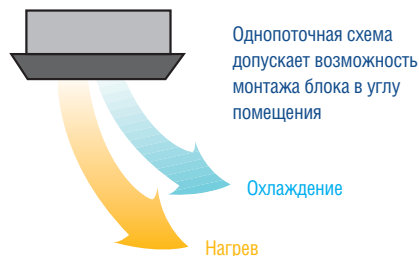 Однопоточная схема
допускает возможность
монтажа блока в углу
помещения
Охлаждение
Нагрев